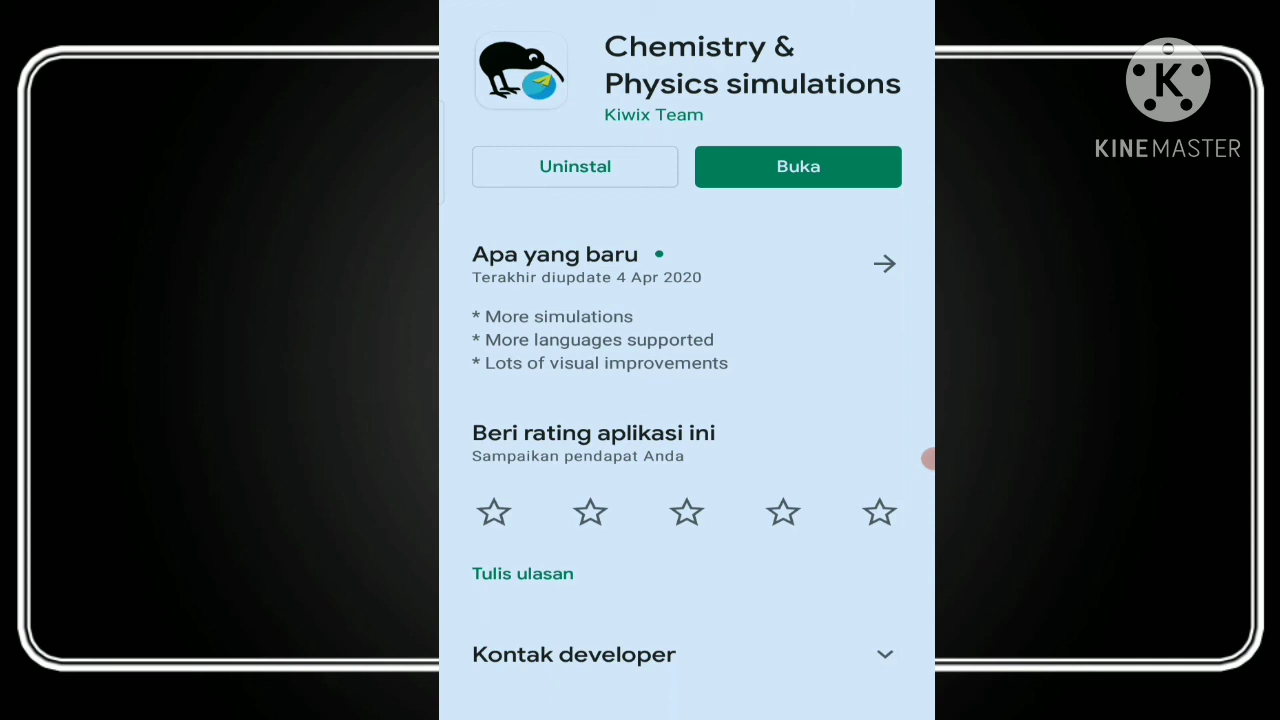 Chemistry &
Physics simulations
Kiwix Team
Uninstal
Buka
Apa yang baru
Terakhir diupdate 4 Apr 2020
* More simulations
* More languages supported
* Lots of visual improvements
Beri rating aplikasi ini
Sampaikan pendapat Anda
Tulis ulasan
Kontak developer
K
KINEMASTER